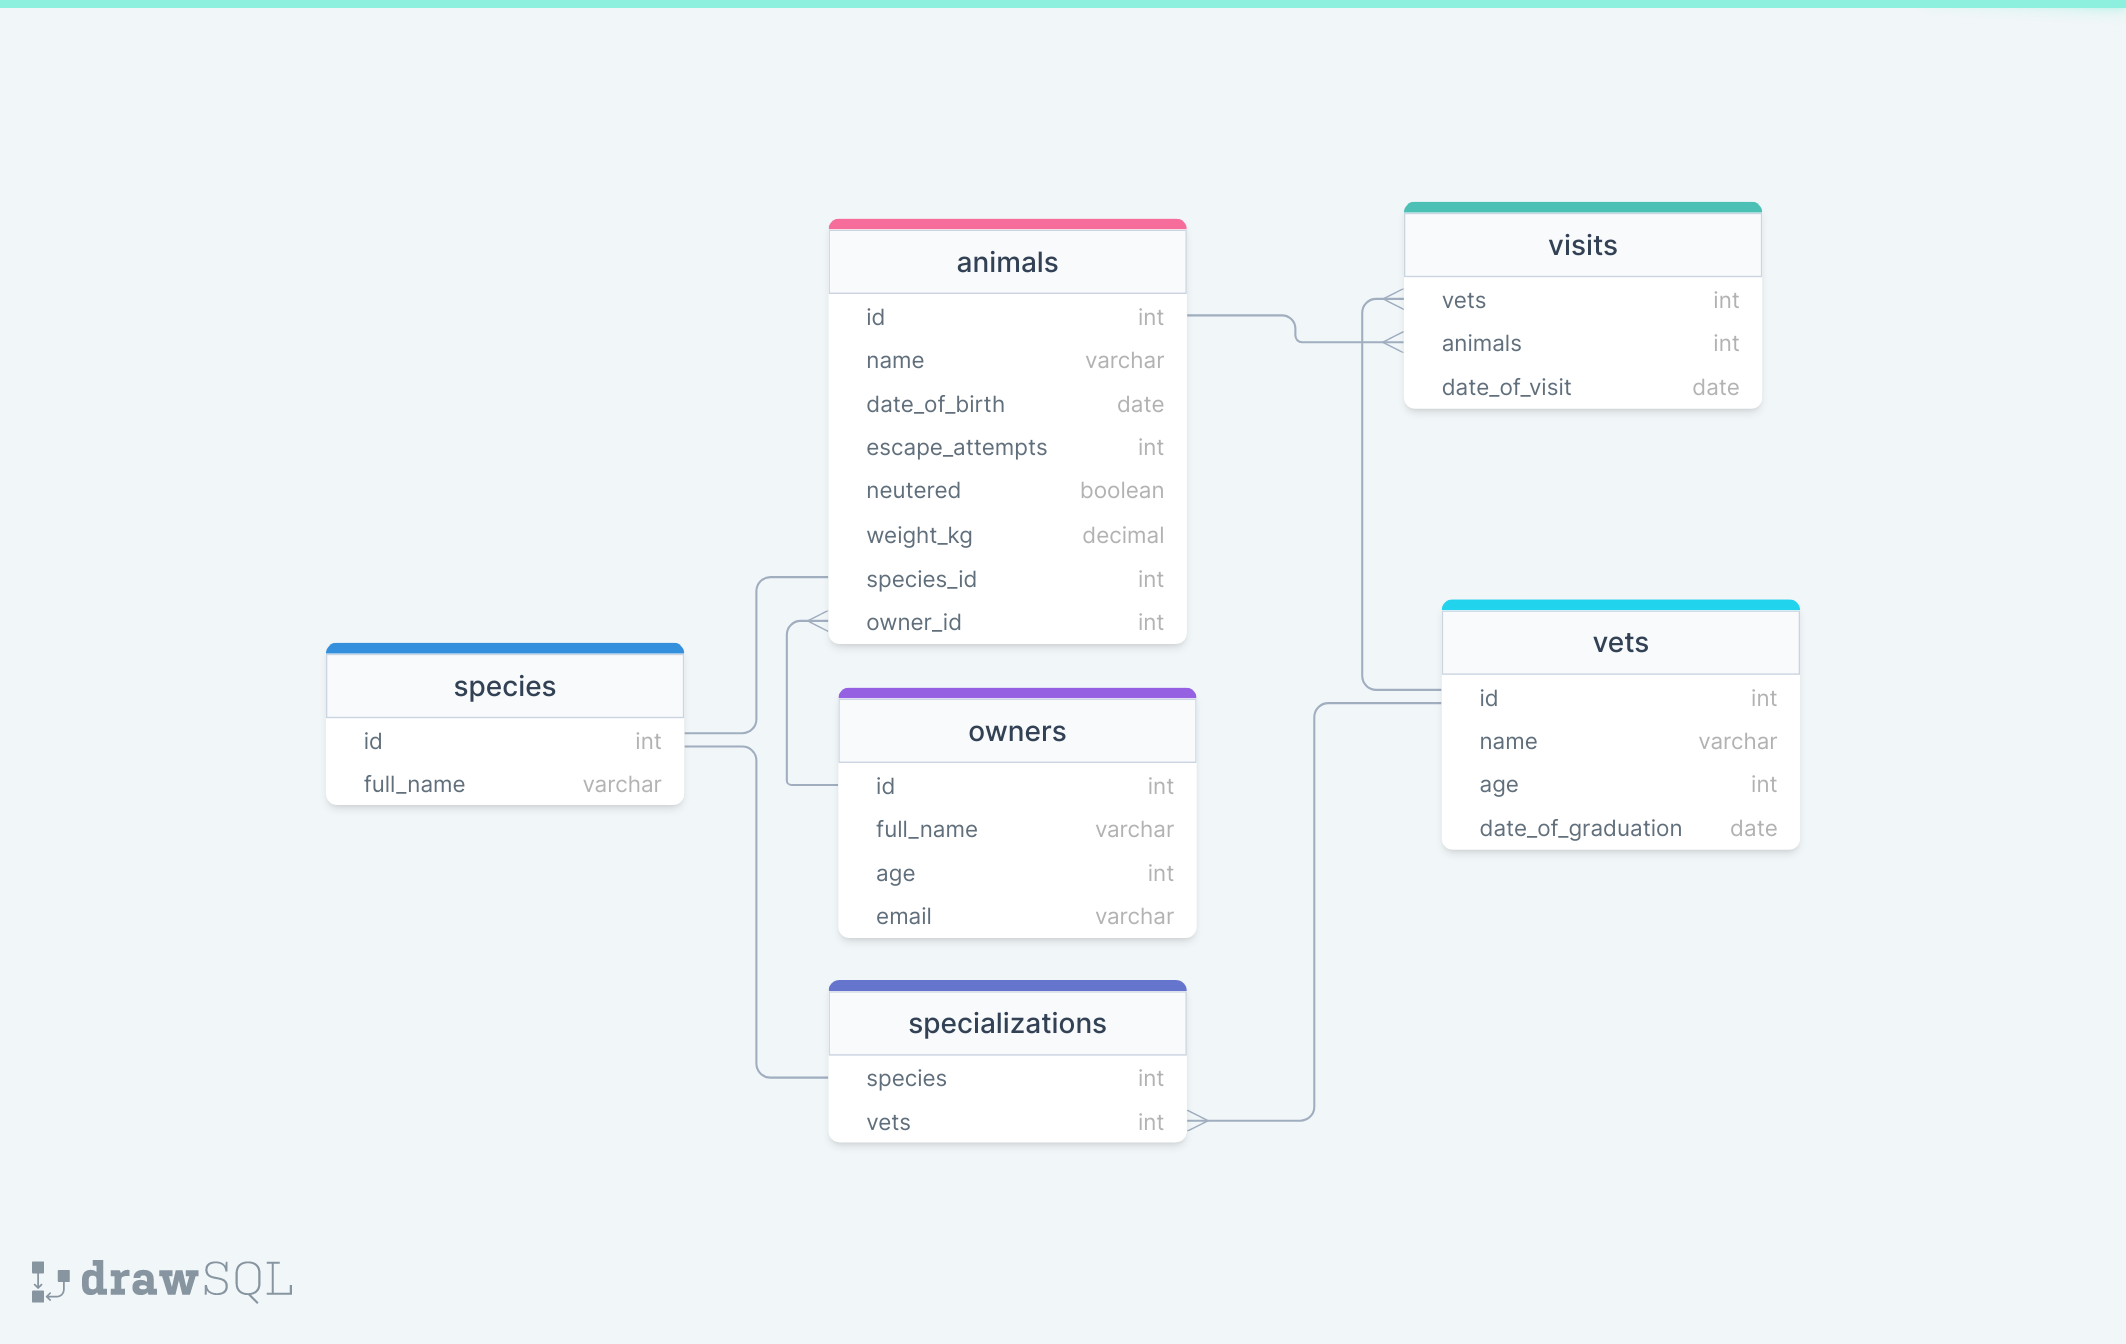 animals
id int
name varchar
date_of_birth date
escape_attempts int
neutered boolean
weight_kg decimal
species_id int
owner_id int
visits
vets int
animals int
date_of_visit date
species
id int
full_name varchar
owners
id int
full_name varchar
age int
email varchar
vets
id int
name varchar
age int
date_of_graduation date
specializations
species int
vets int
drawSQL